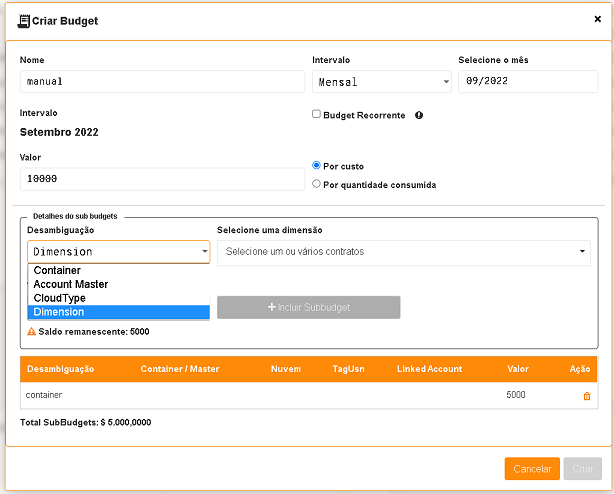 Criar Budget
×
Nome
Intervalo
Selecione o mês
manual
Mensal
09/2022
Intervalo
Budget Recorrente
Setembro 2022
Valor
Por custo
10000
Por quantidade consumida
Detalhes do sub budgets
Desambiguação
Selecione uma dimensão
Dimension
Selecione um ou vários contratos
Container
Account Master
CloudType
Dimension
+ Incluir Subbudget
Saldo remanescente: 5000
Desambiguação Container / Master Nuvem TagUsn Linked Account Valor Ação
container 5000
Total SubBudgets: $ 5.000,0000
Cancelar
Criar